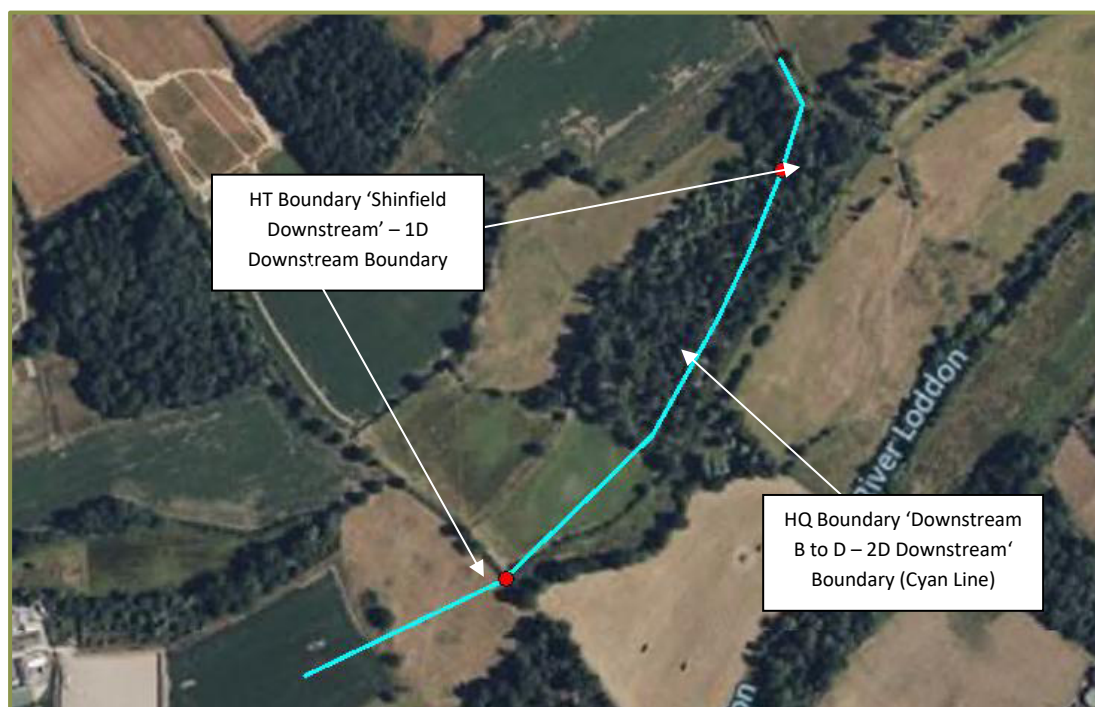 HT Boundary ‘Shinfield
Downstream’ – 1D
Downstream Boundary
River Loddon
HQ Boundary ‘Downstream
B to D – 2D Downstream‘
Boundary (Cyan Line)